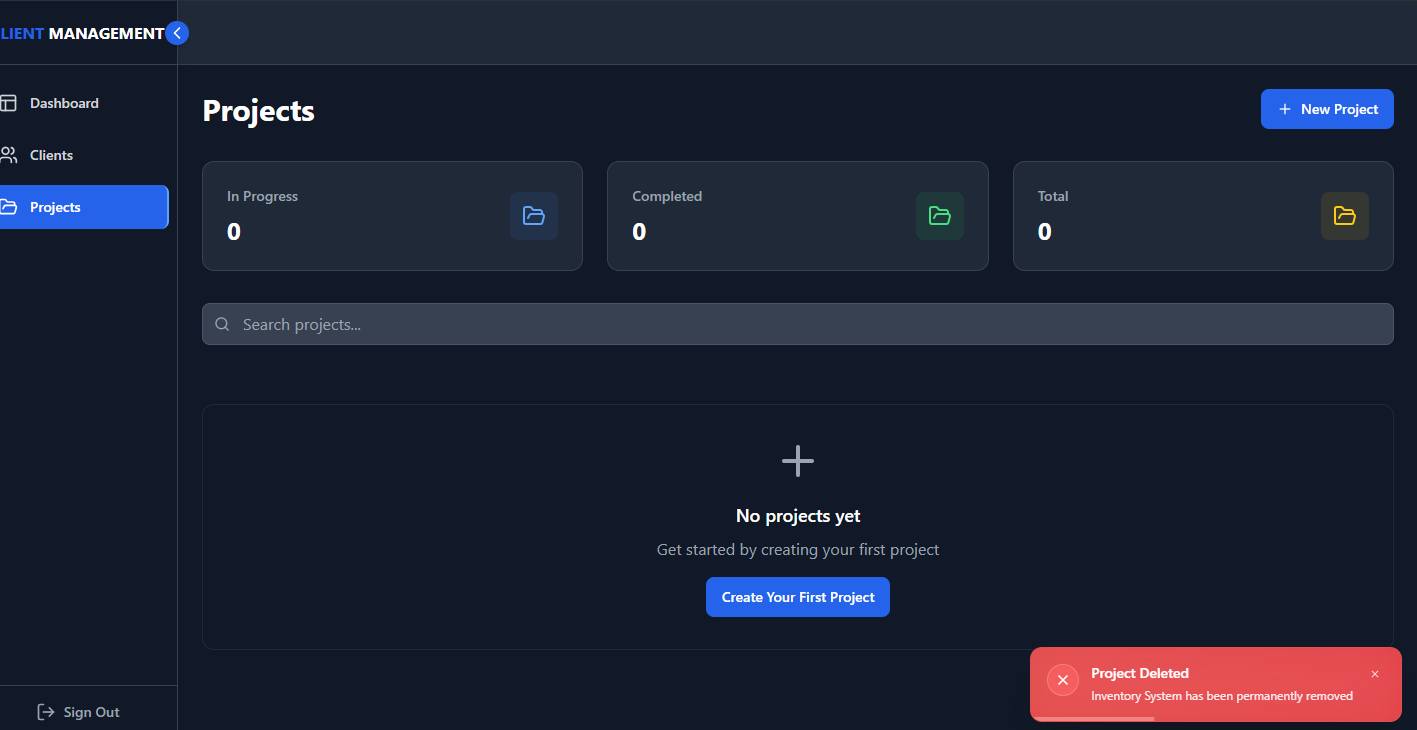 LIENT MANAGEMENT
Dashboard
Clients
Projects
Sign Out
Projects
New Project
In Progress
0
Completed
0
Total
0
Search projects...
No projects yet
Get started by creating your first project
Create Your First Project
Project Deleted
Inventory System has been permanently removed